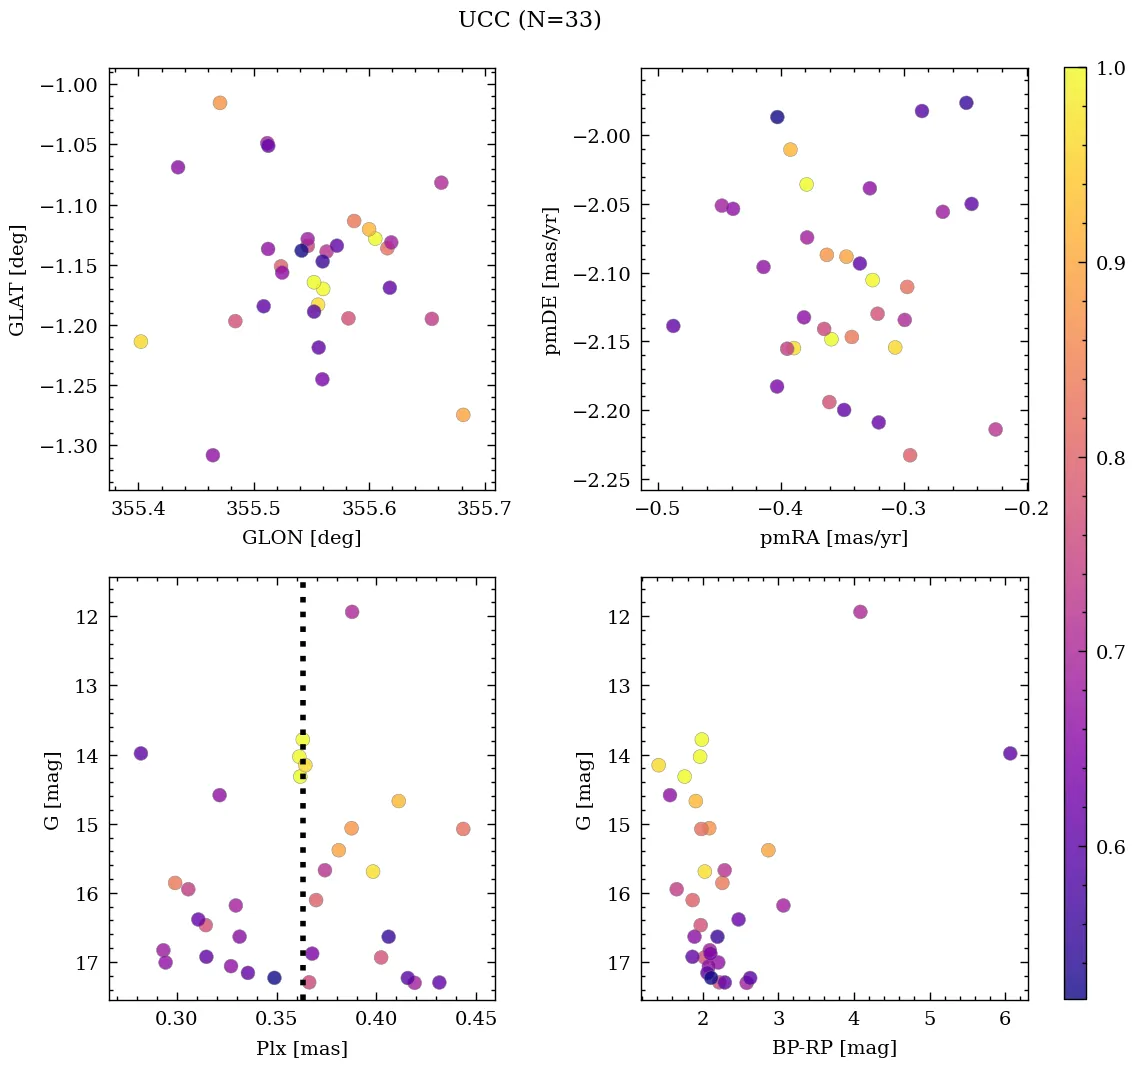 UCC (N=33)
−1.00
−1.05
−1.10
−1.15
−1.20
−1.25
−1.30
GLAT [deg]
355.4 355.5 355.6 355.7
GLON [deg]
−2.00
−2.05
−2.10
−2.15
−2.20
−2.25
pmDE [mas/yr]
−0.5 −0.4 −0.3 −0.2
pmRA [mas/yr]
12
13
14
15
16
17
G [mag]
0.30 0.35 0.40 0.45
Plx [mas]
12
13
14
15
16
17
G [mag]
2 3 4 5 6
BP-RP [mag]
1.0
0.9
0.8
0.7
0.6